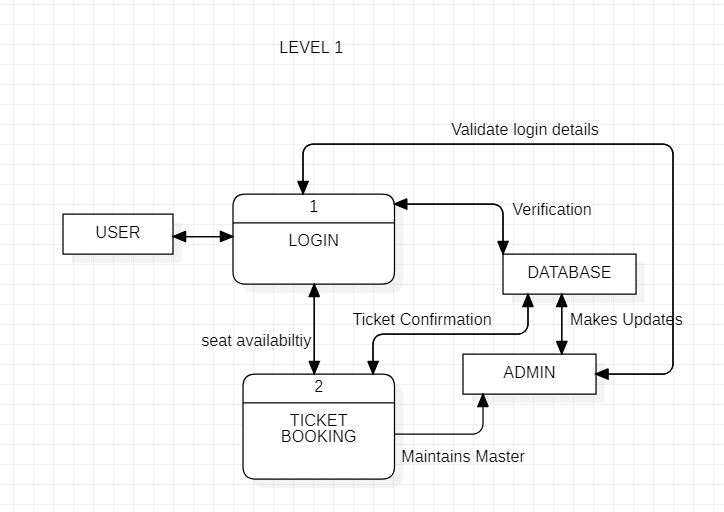 LEVEL 1
Validate login details
1
LOGIN
USER
Verification
DATABASE
Ticket Confirmation
Makes Updates
seat availabiltiy
ADMIN
2
TICKET
BOOKING
Maintains Master